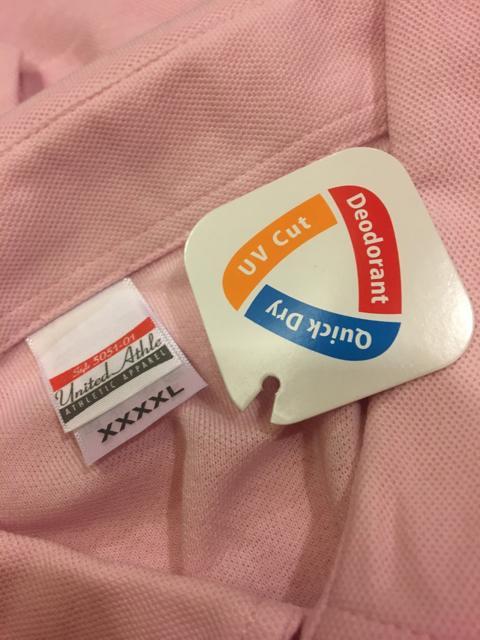 UV Cut
Deodorant
Quick Dry
Style 5051-01
United Athle
ATHLETIC APPAREL
XXXXL